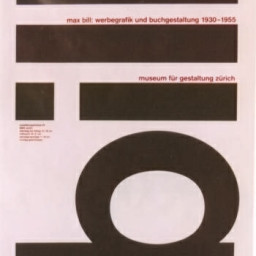 max bill: werbegrafik und buchgestaltung 1930-1955
museum für gestaltung zürich
bill